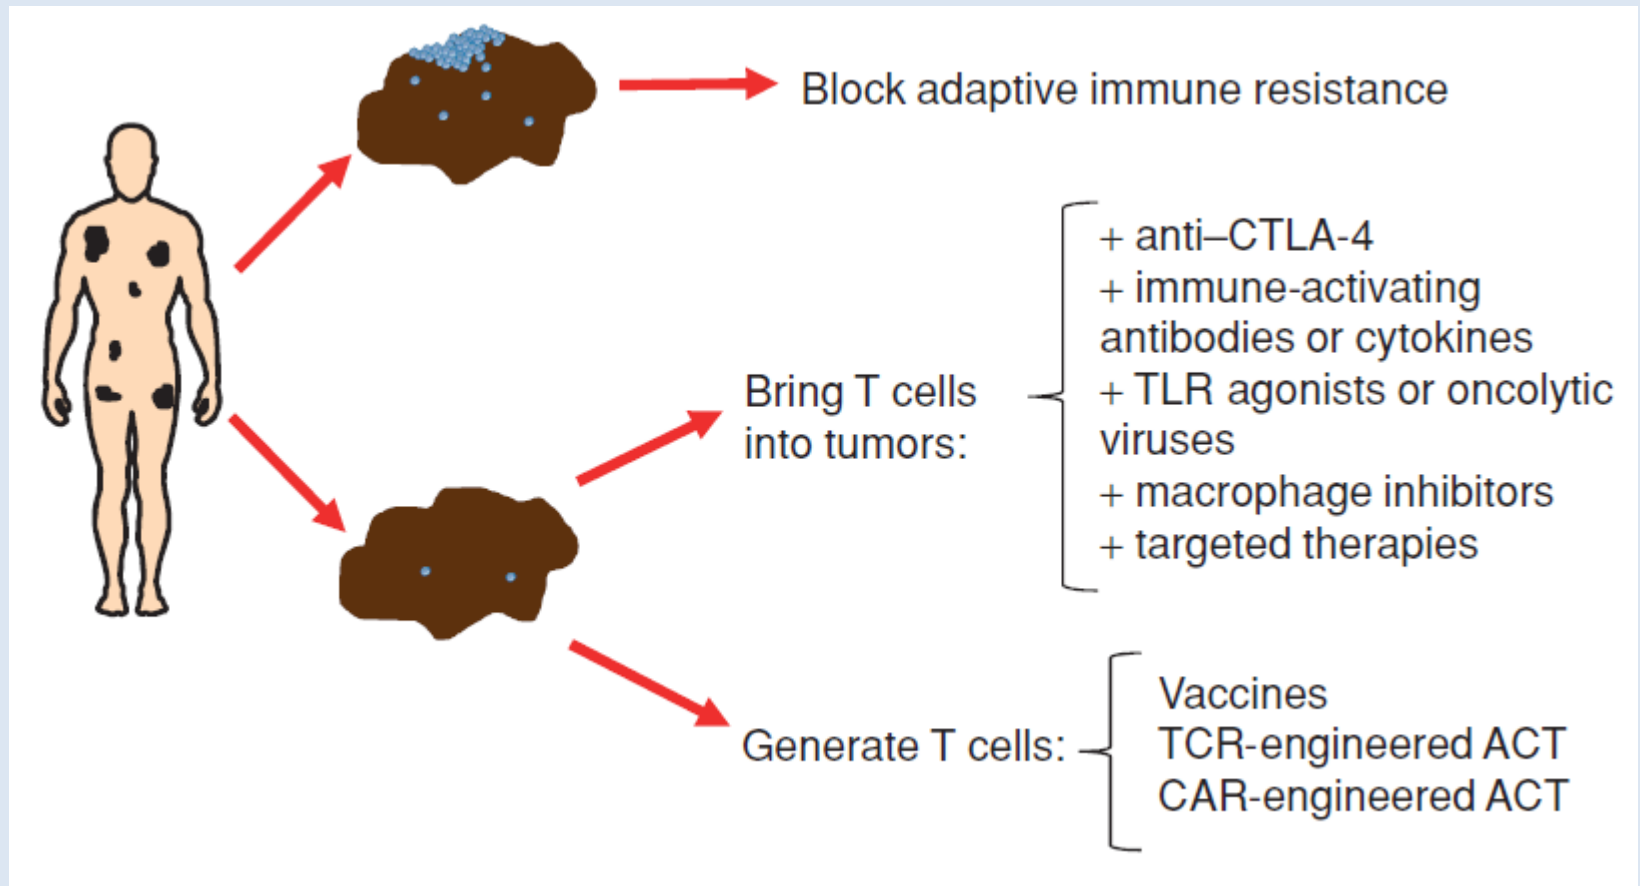 Block adaptive immune resistance
Bring T cells
into tumors:
+ anti–CTLA-4
+ immune-activating
antibodies or cytokines
+ TLR agonists or oncolytic
viruses
+ macrophage inhibitors
+ targeted therapies
Generate T cells:
Vaccines
TCR-engineered ACT
CAR-engineered ACT